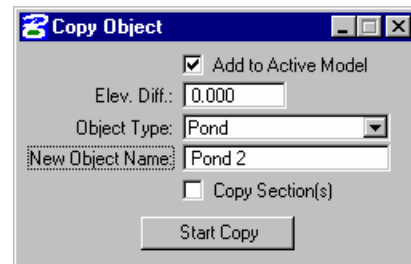 Copy Object
Add to Active Model
Elev. Diff.: 0.000
Object Type: Pond
New Object Name: Pond 2
Copy Section(s)
Start Copy